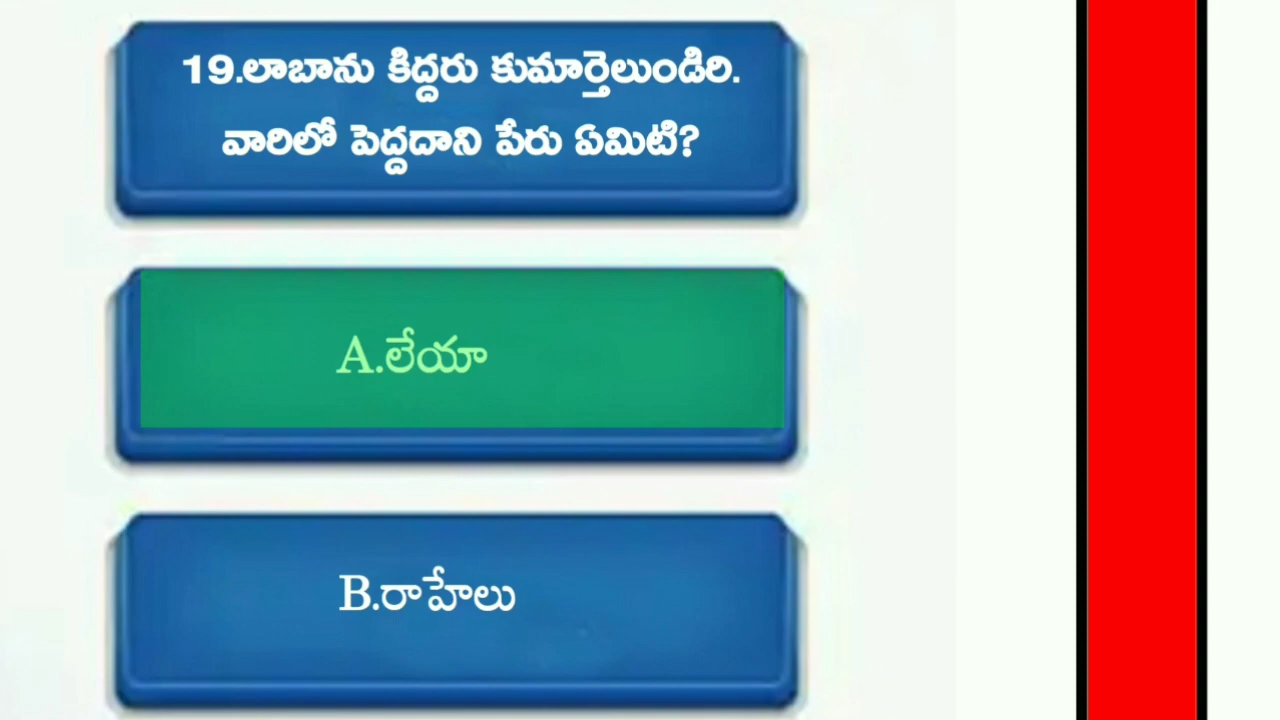 19.లాబాను కిద్దరు కుమార్తెలుండిరి.
వారిలో పెద్దదాని పేరు ఏమిటి?
A.లేయా
B.రాహేలు